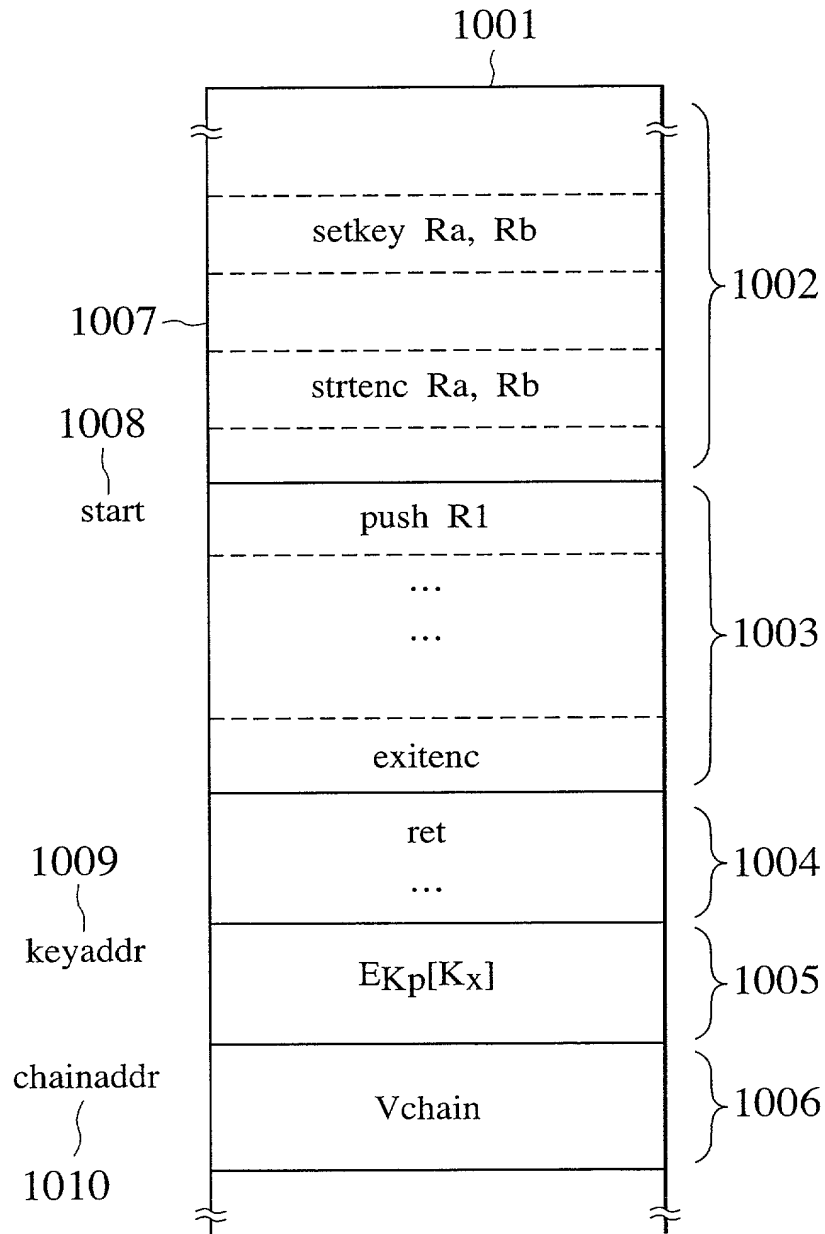 1001
setkey Ra, Rb
1002
1007
strtenc Ra, Rb
1008
start
push R1
...
...
1003
exitenc
ret
1004
1009
...
keyaddr
EKp[Kx]
1005
chainaddr
Vchain
1006
1010